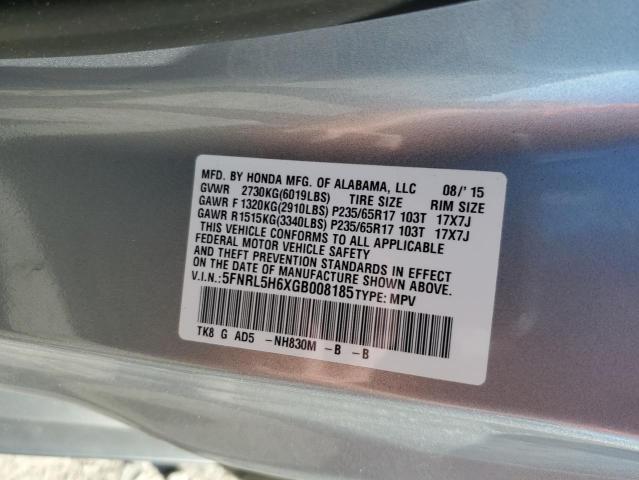 MFD. BY HONDA MFG. OF ALABAMA, LLC 08/'15
GVWR 2730KG(6019LBS) TIRE SIZE RIM SIZE
GAWR F 1320KG(2910LBS) P235/65R17 103T 17X7J
GAWR R1515KG(3340LBS) P235/65R17 103T 17X7J
THIS VEHICLE CONFORMS TO ALL APPLICABLE
FEDERAL MOTOR VEHICLE SAFETY
AND THEFT PREVENTION STANDARDS IN EFFECT
ON THE DATE OF MANUFACTURE SHOWN ABOVE.
V.I.N.:5FNRL5H6XGB008185 TYPE: MPV
TK8 G AD5 -NH830M -B -B